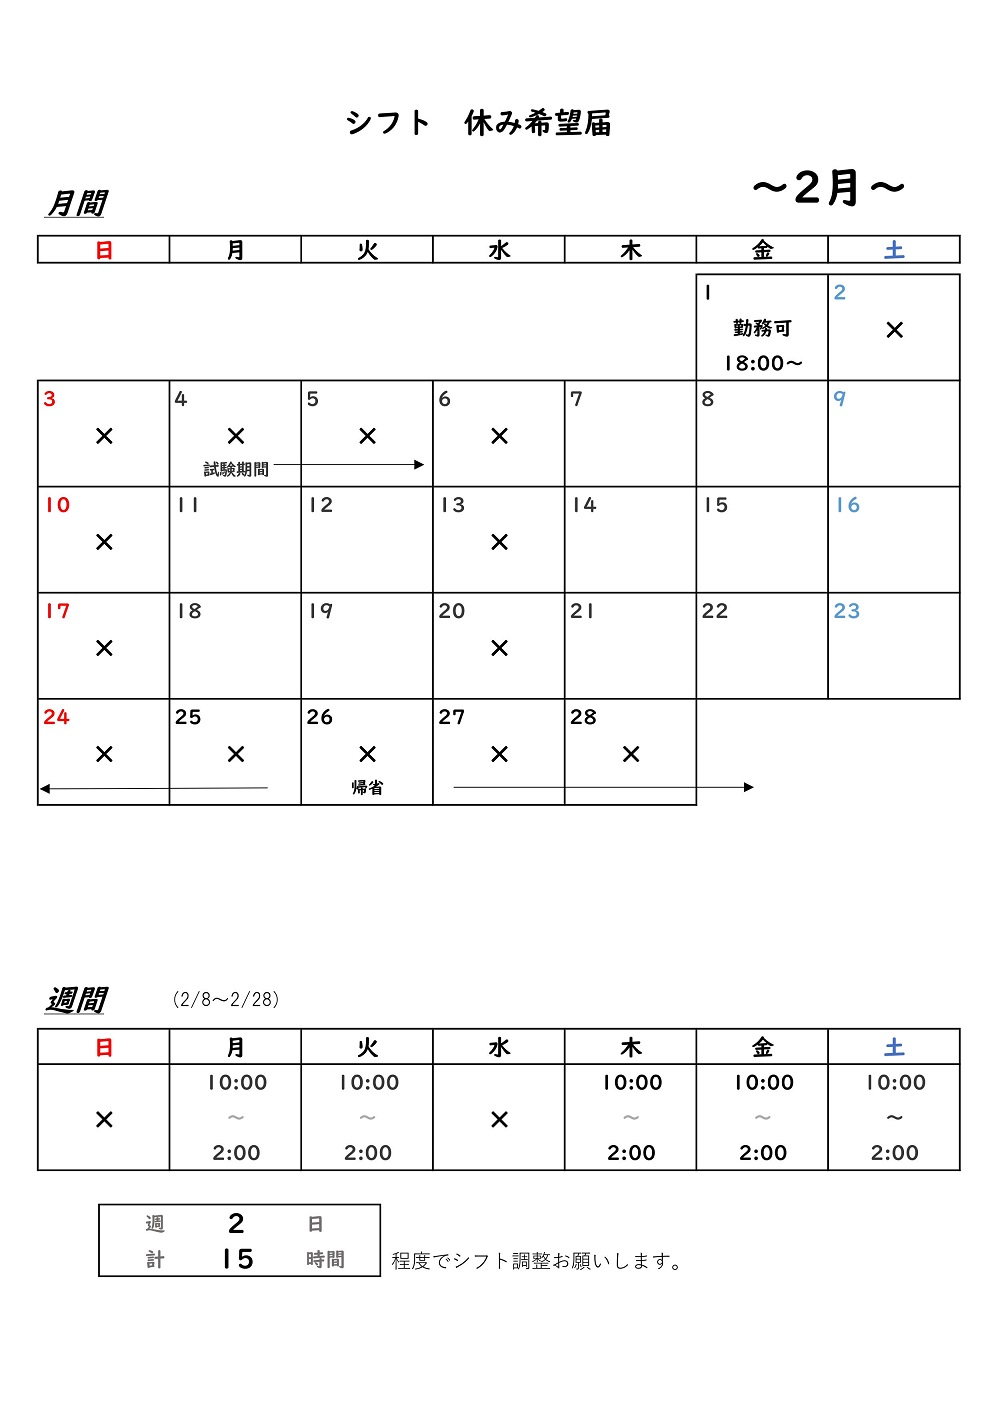 シフト　休み希望届
～2月～
月間
日 月 火 水 木 金 土
1 2
勤務可 ×
18:00～
3 4 5 6 7 8 9
× × × ×
試験期間
10 11 12 13 14 15 16
× ×
17 18 19 20 21 22 23
× ×
24 25 26 27 28
× × × × ×
帰省
週間 （2/8～2/28）
日 月 火 水 木 金 土
10:00 10:00 10:00 10:00 10:00
× ～ ～ × ～ ～ ～
2:00 2:00 2:00 2:00 2:00
週 2 日
計 15 時間 程度でシフト調整お願いします。